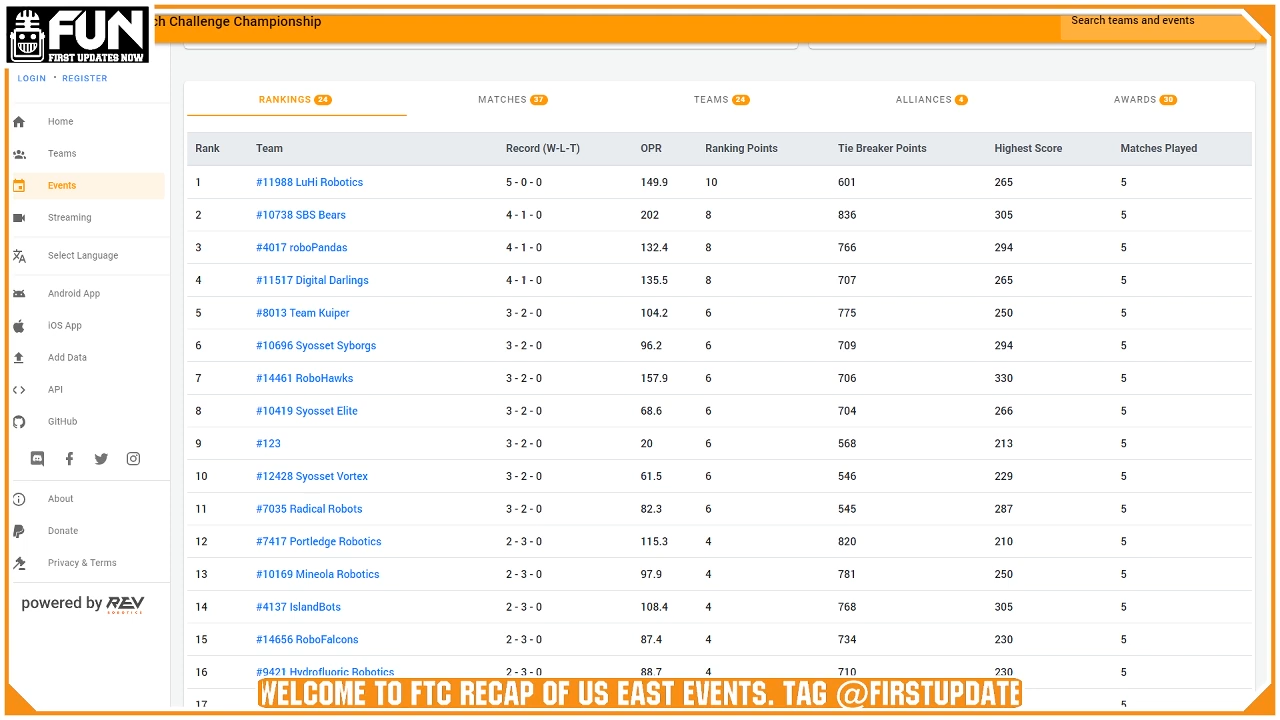 FUN
FIRST UPDATES NOW
ch Challenge Championship
Search teams and events
LOGIN · REGISTER
Home
Teams
Events
Streaming
Select Language
Android App
iOS App
Add Data
API
GitHub
About
Donate
Privacy & Terms
powered by REV
ROBOTICS
RANKINGS 24 MATCHES 37 TEAMS 24 ALLIANCES 4 AWARDS 30
Rank Team Record (W-L-T) OPR Ranking Points Tie Breaker Points Highest Score Matches Played
1 #11988 LuHi Robotics 5 - 0 - 0 149.9 10 601 265 5
2 #10738 SBS Bears 4 - 1 - 0 202 8 836 305 5
3 #4017 roboPandas 4 - 1 - 0 132.4 8 766 294 5
4 #11517 Digital Darlings 4 - 1 - 0 135.5 8 707 265 5
5 #8013 Team Kuiper 3 - 2 - 0 104.2 6 775 250 5
6 #10696 Syosset Syborgs 3 - 2 - 0 96.2 6 709 294 5
7 #14461 RoboHawks 3 - 2 - 0 157.9 6 706 330 5
8 #10419 Syosset Elite 3 - 2 - 0 68.6 6 704 266 5
9 #123 3 - 2 - 0 20 6 568 213 5
10 #12428 Syosset Vortex 3 - 2 - 0 61.5 6 546 229 5
11 #7035 Radical Robots 3 - 2 - 0 82.3 6 545 287 5
12 #7417 Portledge Robotics 2 - 3 - 0 115.3 4 820 210 5
13 #10169 Mineola Robotics 2 - 3 - 0 97.9 4 781 250 5
14 #4137 IslandBots 2 - 3 - 0 108.4 4 768 305 5
15 #14656 RoboFalcons 2 - 3 - 0 87.4 4 734 230 5
16 #9421 Hydrofluoric Robotics 2 - 3 - 0 88.7 4 710 230 5
17 5
WELCOME TO FTC RECAP OF US EAST EVENTS. TAG @FIRSTUPDATE